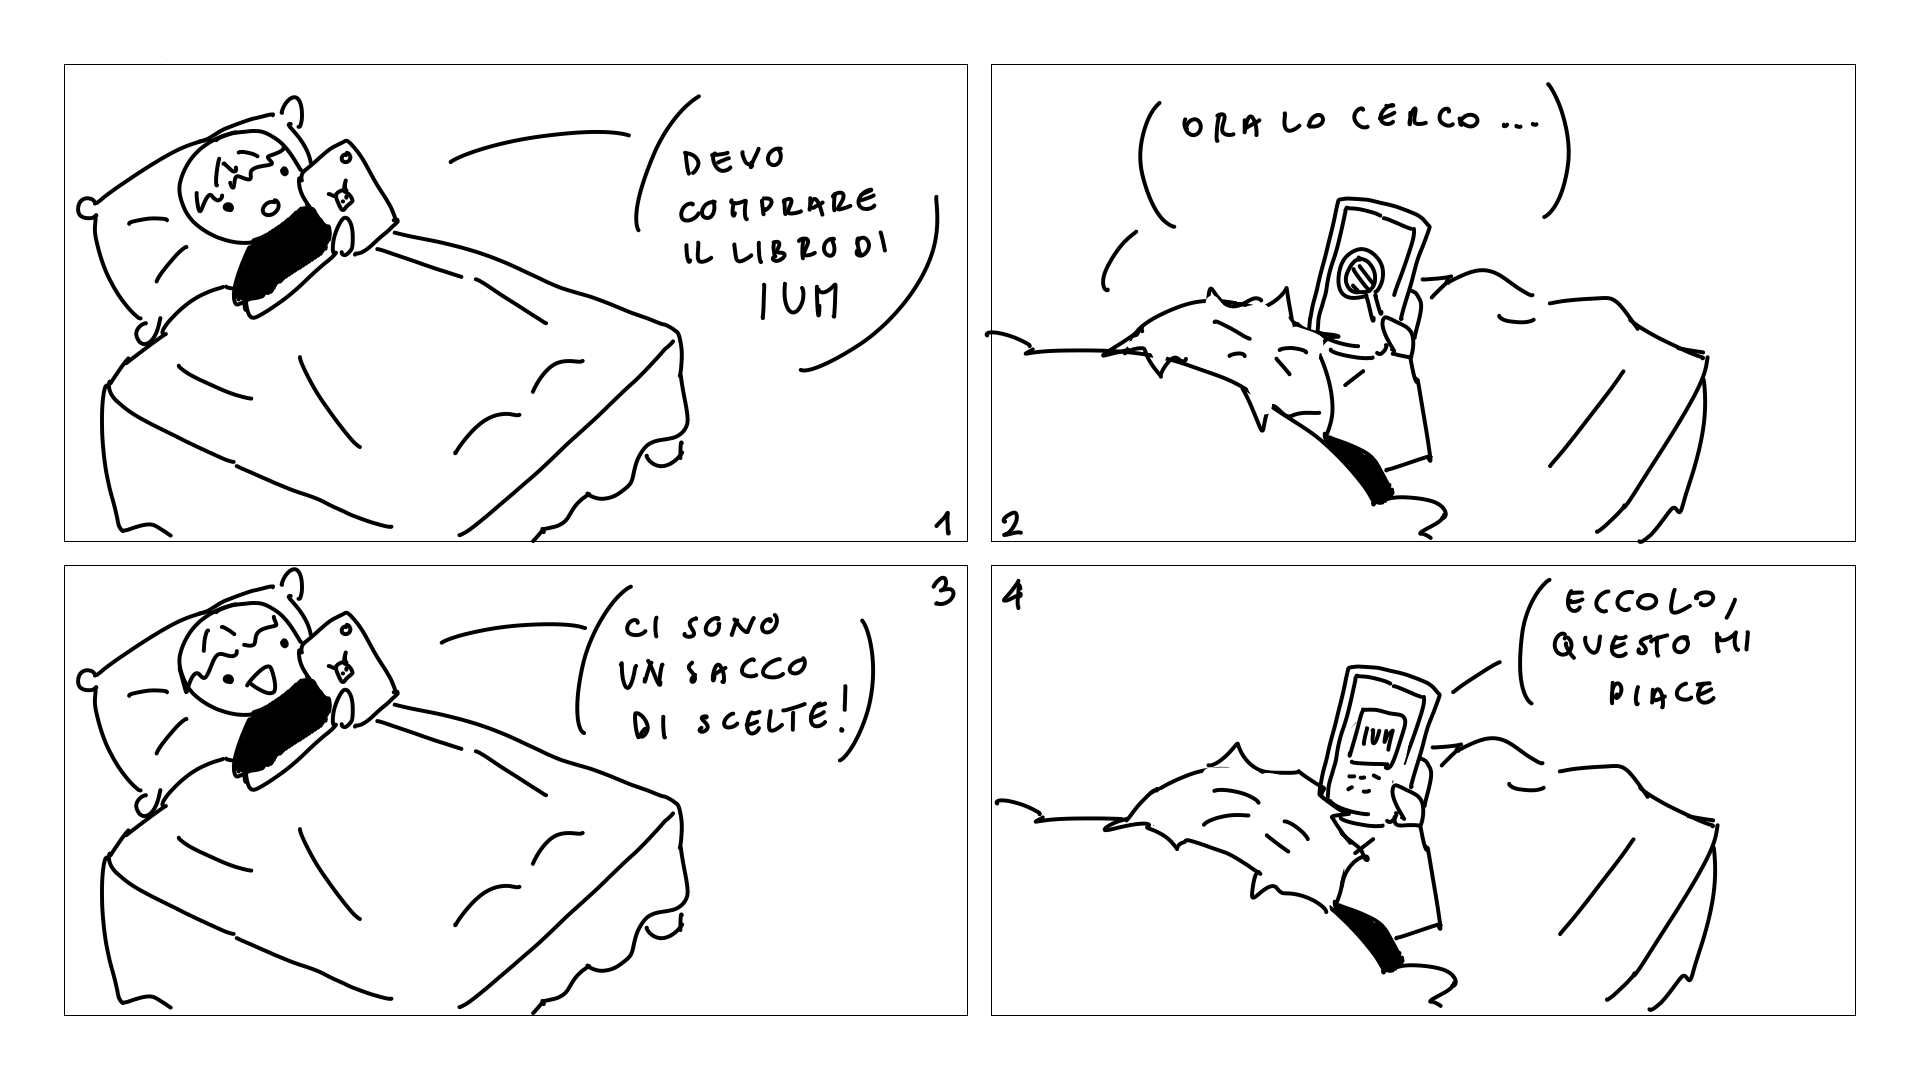 DEVO
COMPRARE
IL LIBRO DI
IUM
1
ORA LO CERCO ...
2
CI SONO
UN SACCO
DI SCELTE!
3
4
ECCOLO,
QUESTO MI
PIACE
IUM